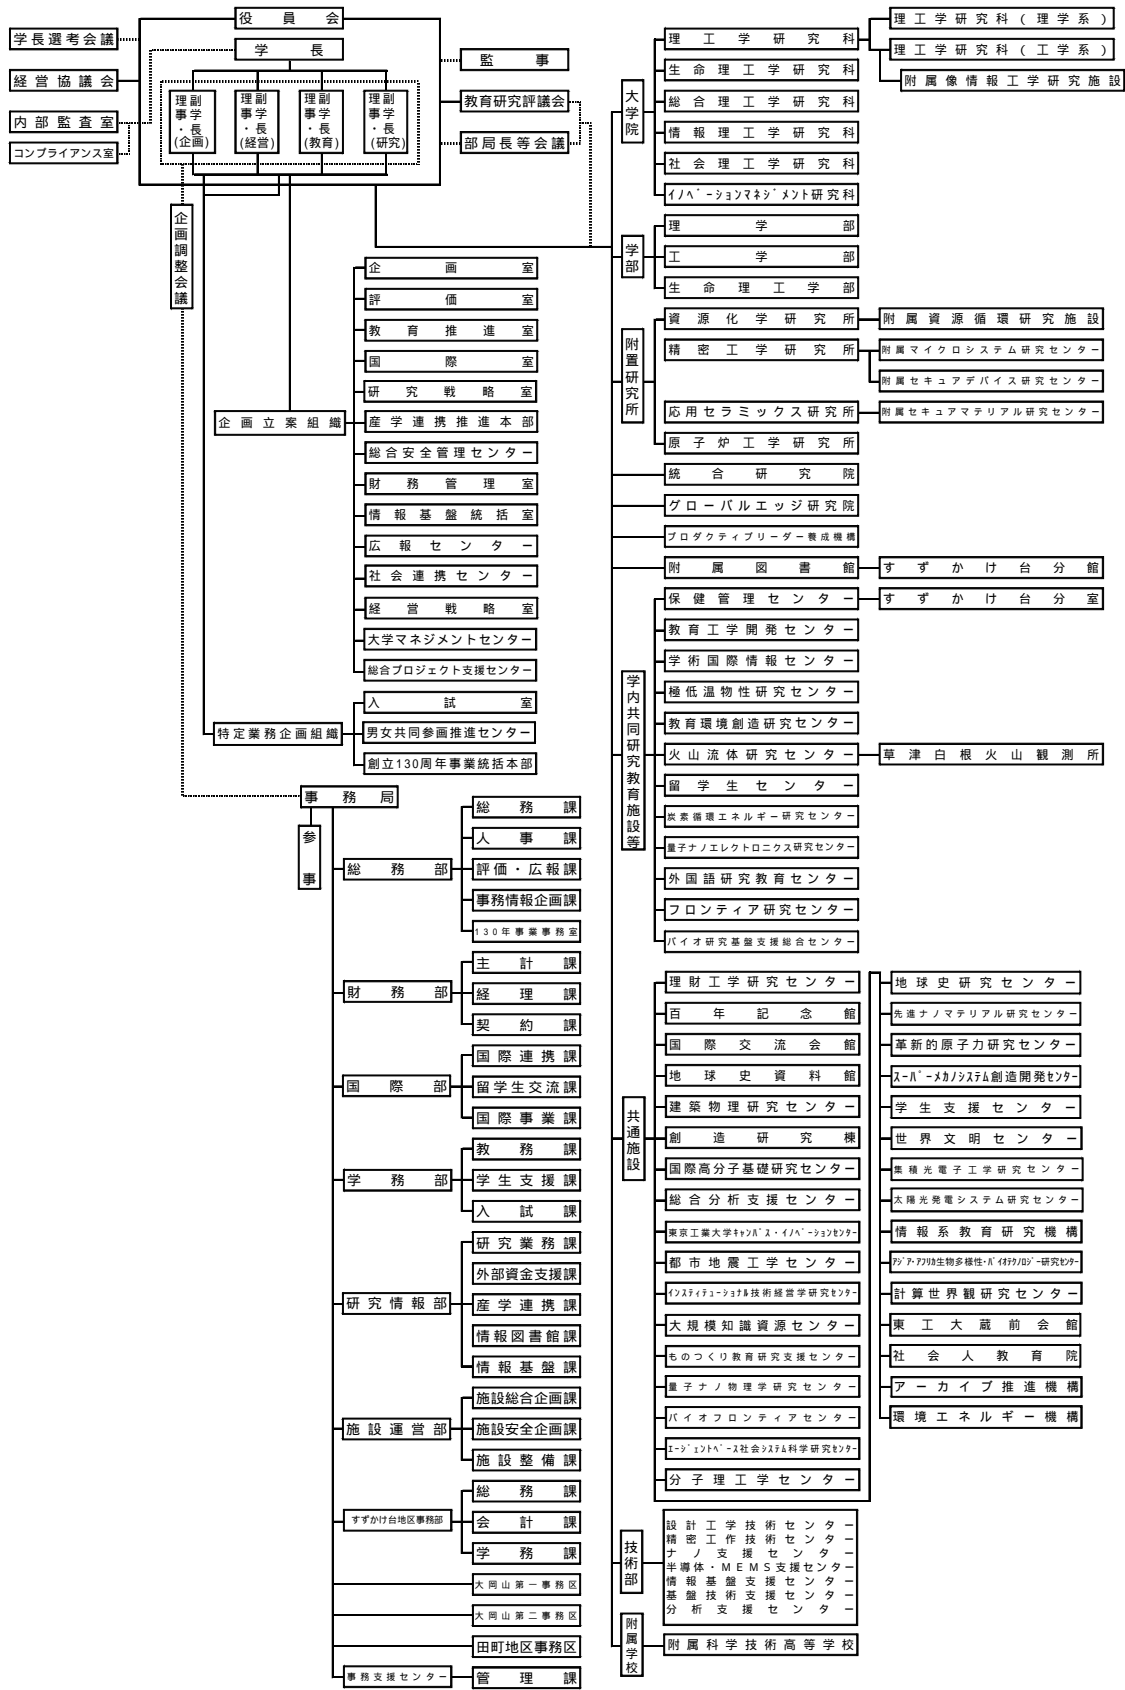 役員会
学長選考会議
学長
経営協議会
監事
理事・副学長(企画)
理事・副学長(経営)
理事・副学長(教育)
理事・副学長(研究)
教育研究評議会
内部監査室
部局長等会議
コンプライアンス室
企画調整会議
企画立案組織
企画室
評価室
教育推進室
国際室
研究戦略室
産学連携推進本部
総合安全管理センター
財務管理室
情報基盤統括室
広報センター
社会連携センター
経営戦略室
大学マネジメントセンター
総合プロジェクト支援センター
特定業務企画組織
入試室
男女共同参画推進センター
創立130周年事業統括本部
事務局
参事
総務部
総務課
人事課
評価・広報課
事務情報企画課
130年事業事務室
財務部
主計課
経理課
契約課
国際部
国際連携課
留学生交流課
国際事業課
学務部
教務課
学生支援課
入試課
研究情報部
研究業務課
外部資金支援課
産学連携課
情報図書館課
情報基盤課
施設運営部
施設総合企画課
施設安全企画課
施設整備課
すずかけ台地区事務部
総務課
会計課
学務課
大岡山第一事務区
大岡山第二事務区
田町地区事務区
事務支援センター
管理課
大学院
理工学研究科
理工学研究科(理学系)
理工学研究科(工学系)
附属像情報工学研究施設
生命理工学研究科
総合理工学研究科
情報理工学研究科
社会理工学研究科
イノベーションマネジメント研究科
学部
理学部
工学部
生命理工学部
附置研究所
資源化学研究所
附属資源循環研究施設
精密工学研究所
附属マイクロシステム研究センター
附属セキュアデバイス研究センター
応用セラミックス研究所
附属セキュアマテリアル研究センター
原子炉工学研究所
統合研究院
グローバルエッジ研究院
プロダクティブリーダー養成機構
附属図書館
すずかけ台分館
学内共同研究教育施設等
保健管理センター
すずかけ台分室
教育工学開発センター
学術国際情報センター
極低温物性研究センター
教育環境創造研究センター
火山流体研究センター
草津白根火山観測所
留学生センター
炭素循環エネルギー研究センター
量子ナノエレクトロニクス研究センター
外国語研究教育センター
フロンティア研究センター
バイオ研究基盤支援総合センター
共通施設
理財工学研究センター
百年記念館
国際交流会館
地球史資料館
建築物理研究センター
創造研究棟
国際高分子基礎研究センター
総合分析支援センター
東京工業大学キャンパス・イノベーションセンター
都市地震工学センター
インスティテューショナル技術経営学研究センター
大規模知識資源センター
ものつくり教育研究支援センター
量子ナノ物理学研究センター
バイオフロンティアセンター
エージェントベース社会システム科学研究センター
分子理工学センター
地球史研究センター
先進ナノマテリアル研究センター
革新的原子力研究センター
スーパーメカノシステム創造開発センター
学生支援センター
世界文明センター
集積光電子工学研究センター
太陽光発電システム研究センター
情報系教育研究機構
アジア・アフリカ生物多様性・バイオテクノロジー研究センター
計算世界観研究センター
東工大蔵前会館
社会人教育院
アーカイブ推進機構
環境エネルギー機構
技術部
設計工学技術センター
精密工作技術センター
ナノ支援センター
半導体・MEMS支援センター
情報基盤支援センター
基盤技術支援センター
分析支援センター
附属学校
附属科学技術高等学校